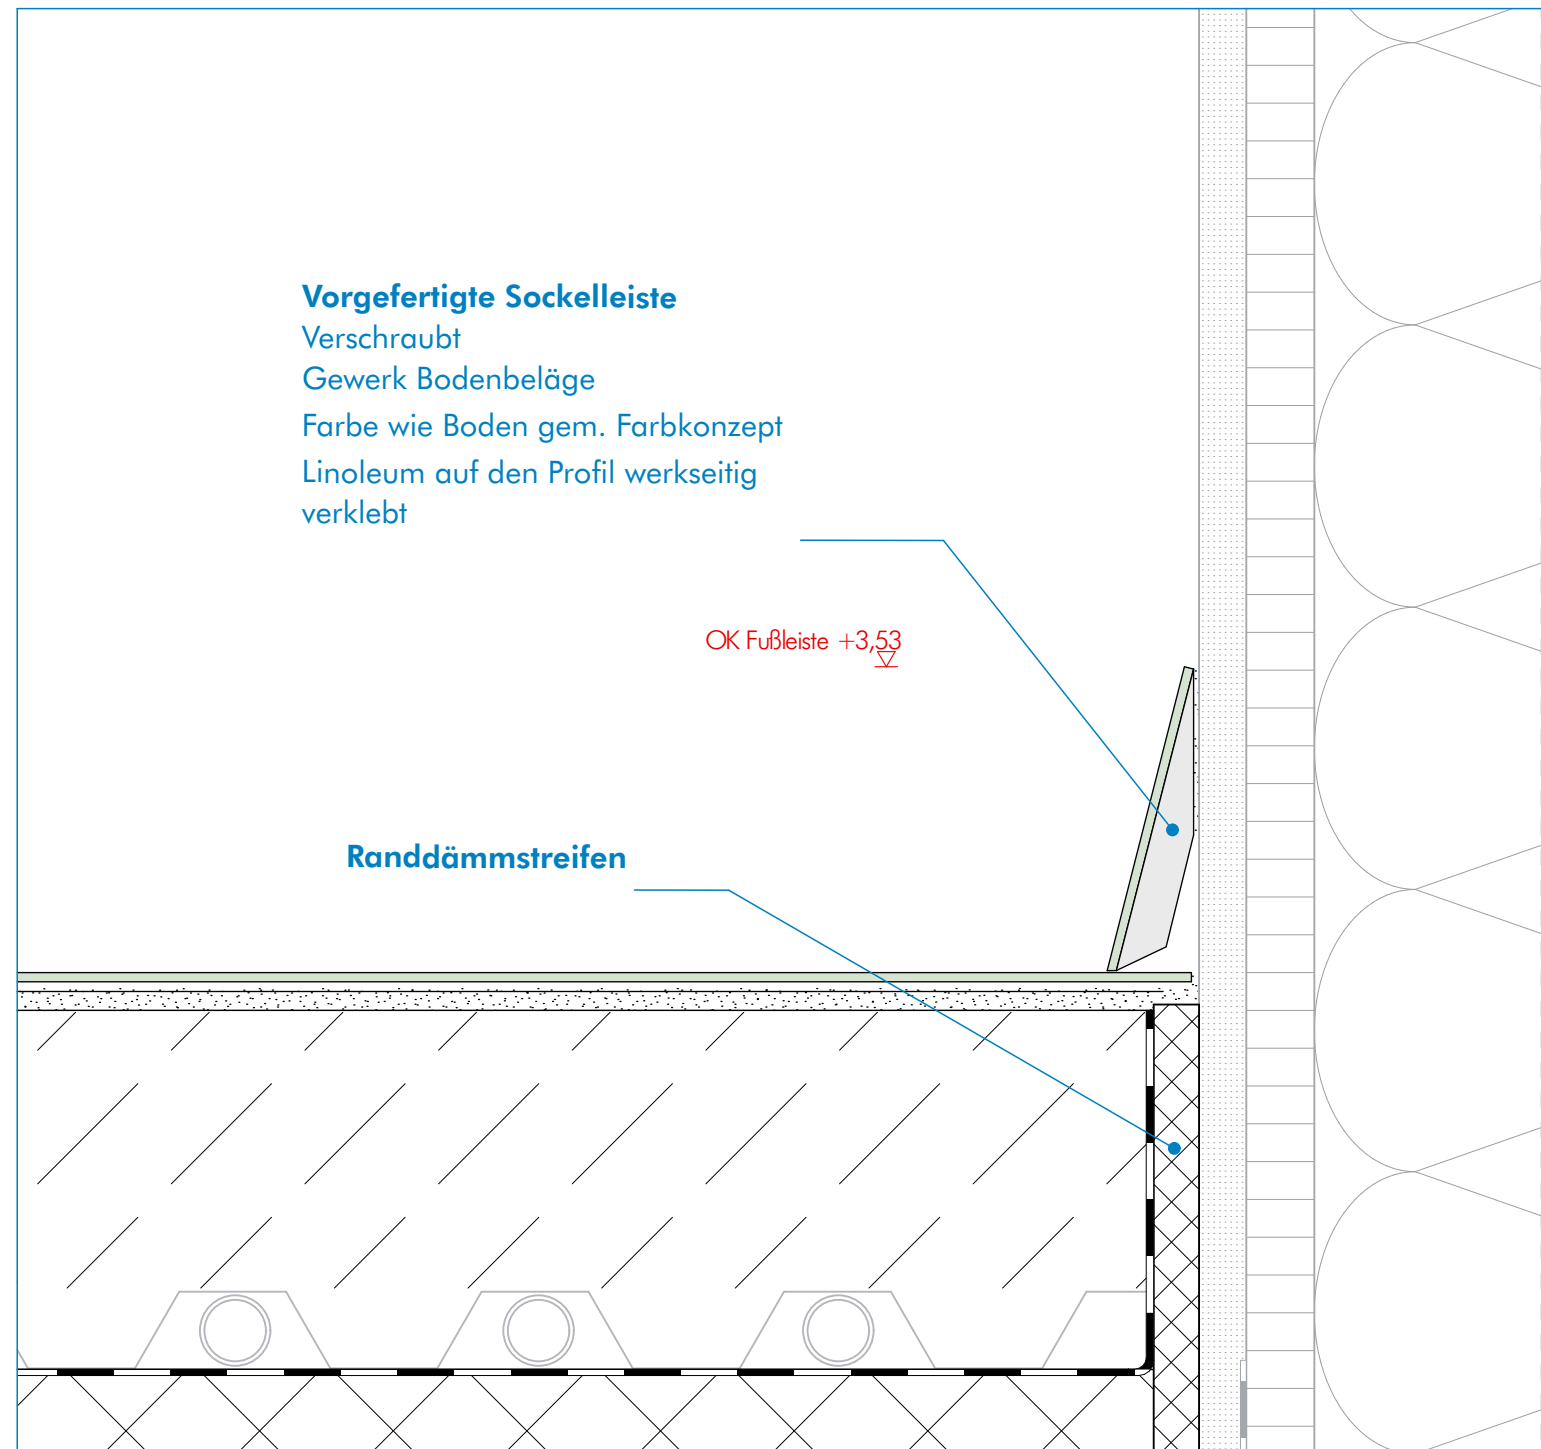 Vorgefertigte Sockelleiste
Verschraubt
Gewerk Bodenbeläge
Farbe wie Boden gem. Farbkonzept
Linoleum auf den Profil werkseitig
verklebt
OK Fußleiste +3,53
Randdämmstreifen